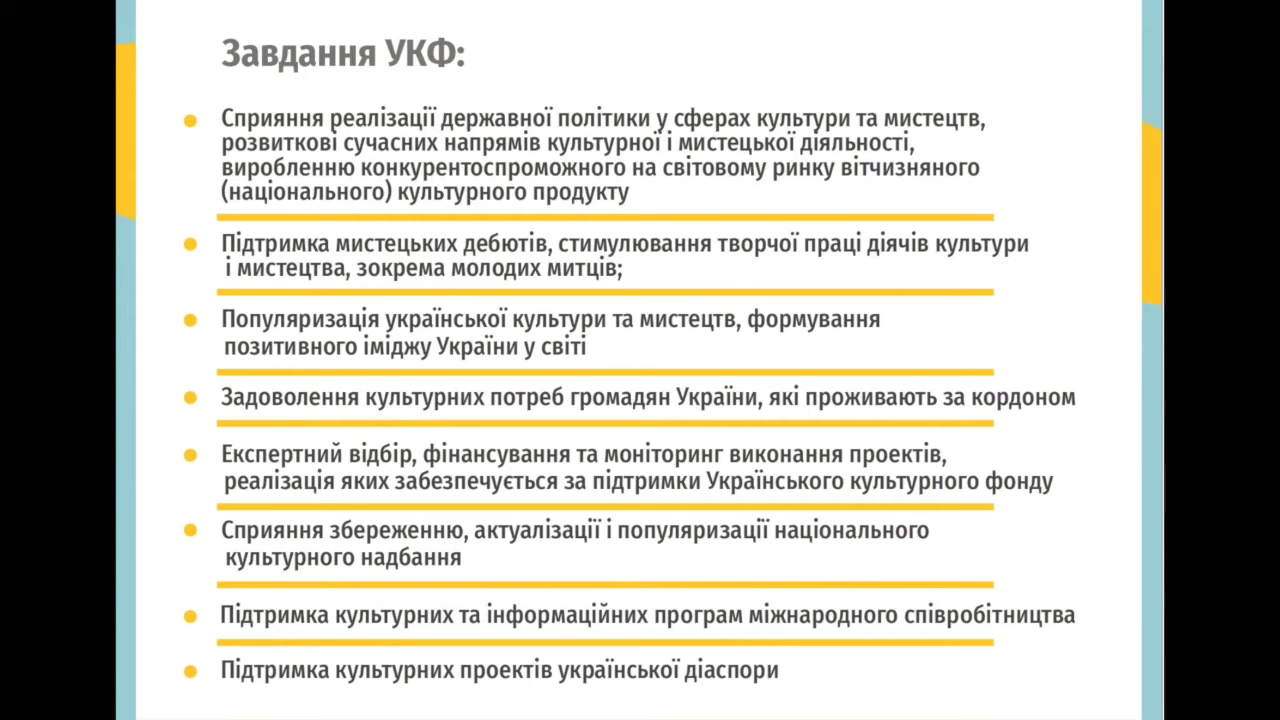 Завдання УКФ:
Сприяння реалізації державної політики у сферах культури та мистецтв,
розвиткові сучасних напрямів культурної і мистецької діяльності,
виробленню конкурентоспроможного на світовому ринку вітчизняного
(національного) культурного продукту
Підтримка мистецьких дебютів, стимулювання творчої праці діячів культури
і мистецтва, зокрема молодих митців;
Популяризація української культури та мистецтв, формування
позитивного іміджу України у світі
Задоволення культурних потреб громадян України, які проживають за кордоном
Експертний відбір, фінансування та моніторинг виконання проектів,
реалізація яких забезпечується за підтримки Українського культурного фонду
Сприяння збереженню, актуалізації і популяризації національного
культурного надбання
Підтримка культурних та інформаційних програм міжнародного співробітництва
Підтримка культурних проектів української діаспори